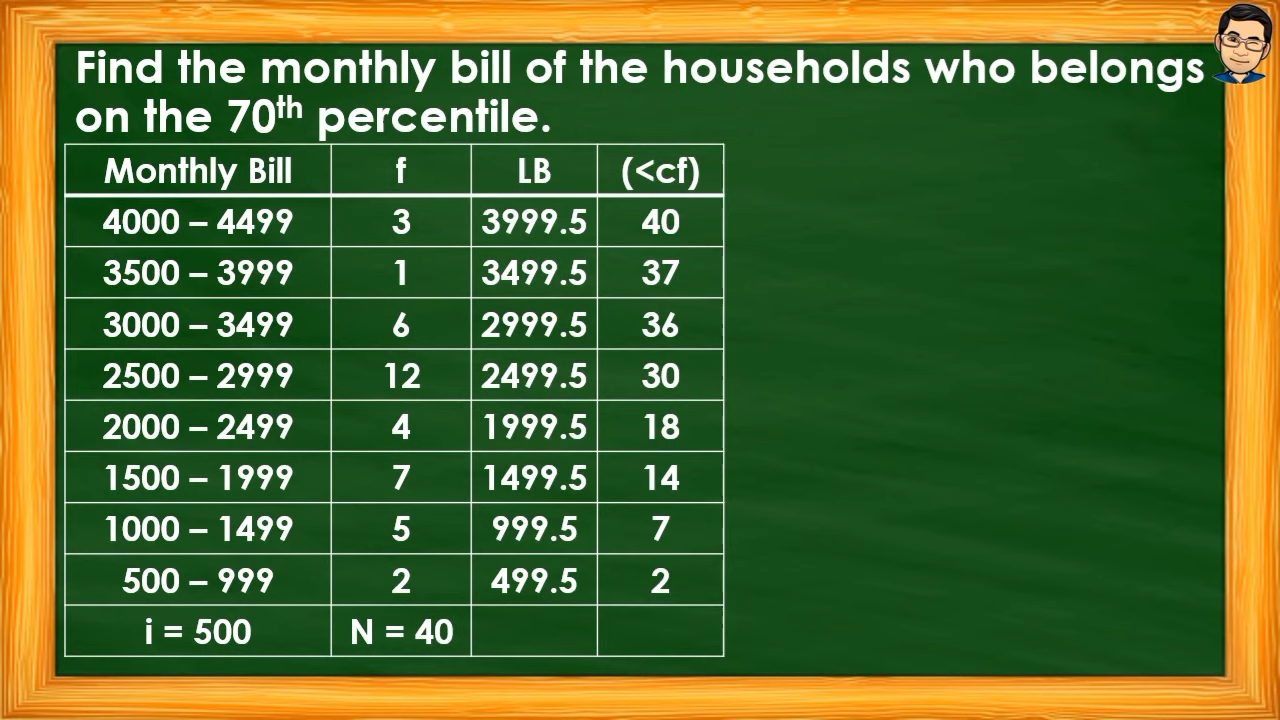 Find the monthly bill of the households who belongs
on the 70th percentile.
Monthly Bill f LB (<cf)
4000 – 4499 3 3999.5 40
3500 – 3999 1 3499.5 37
3000 – 3499 6 2999.5 36
2500 – 2999 12 2499.5 30
2000 – 2499 4 1999.5 18
1500 – 1999 7 1499.5 14
1000 – 1499 5 999.5 7
500 – 999 2 499.5 2
i = 500 N = 40